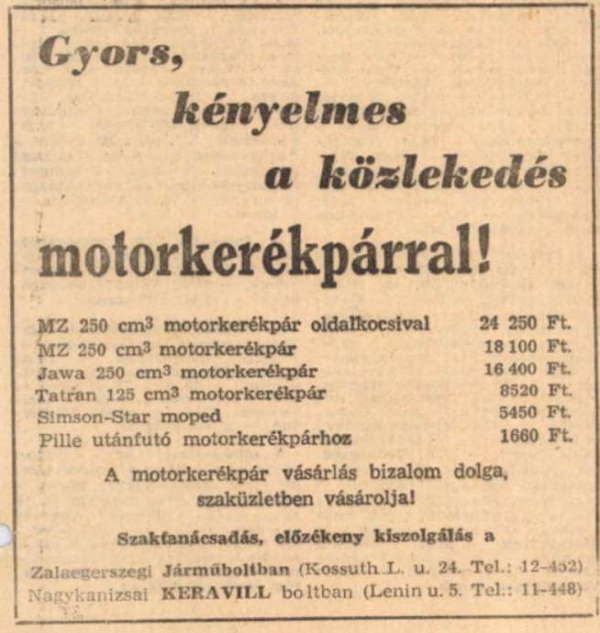 Gyors,
kényelmes
a közlekedés
motorkerékpárral!
MZ 250 cm³ motorkerékpár oldalkocsival 24 250 Ft.
MZ 250 cm³ motorkerékpár 18 100 Ft.
Jawa 250 cm³ motorkerékpár 16 400 Ft.
Tatran 125 cm³ motorkerékpár 8520 Ft.
Simson-Star moped 5450 Ft.
Pille utánfutó motorkerékpárhoz 1660 Ft.
A motorkerékpár vásárlás bizalom dolga,
szaküzletben vásárolja!
Szaktanácsadás, előzékeny kiszolgálás a
Zalaegerszegi Járműboltban (Kossuth L. u. 24. Tel.: 12-452)
Nagykanizsai KERAVILL boltban (Lenin u. 5. Tel.: 11-448)